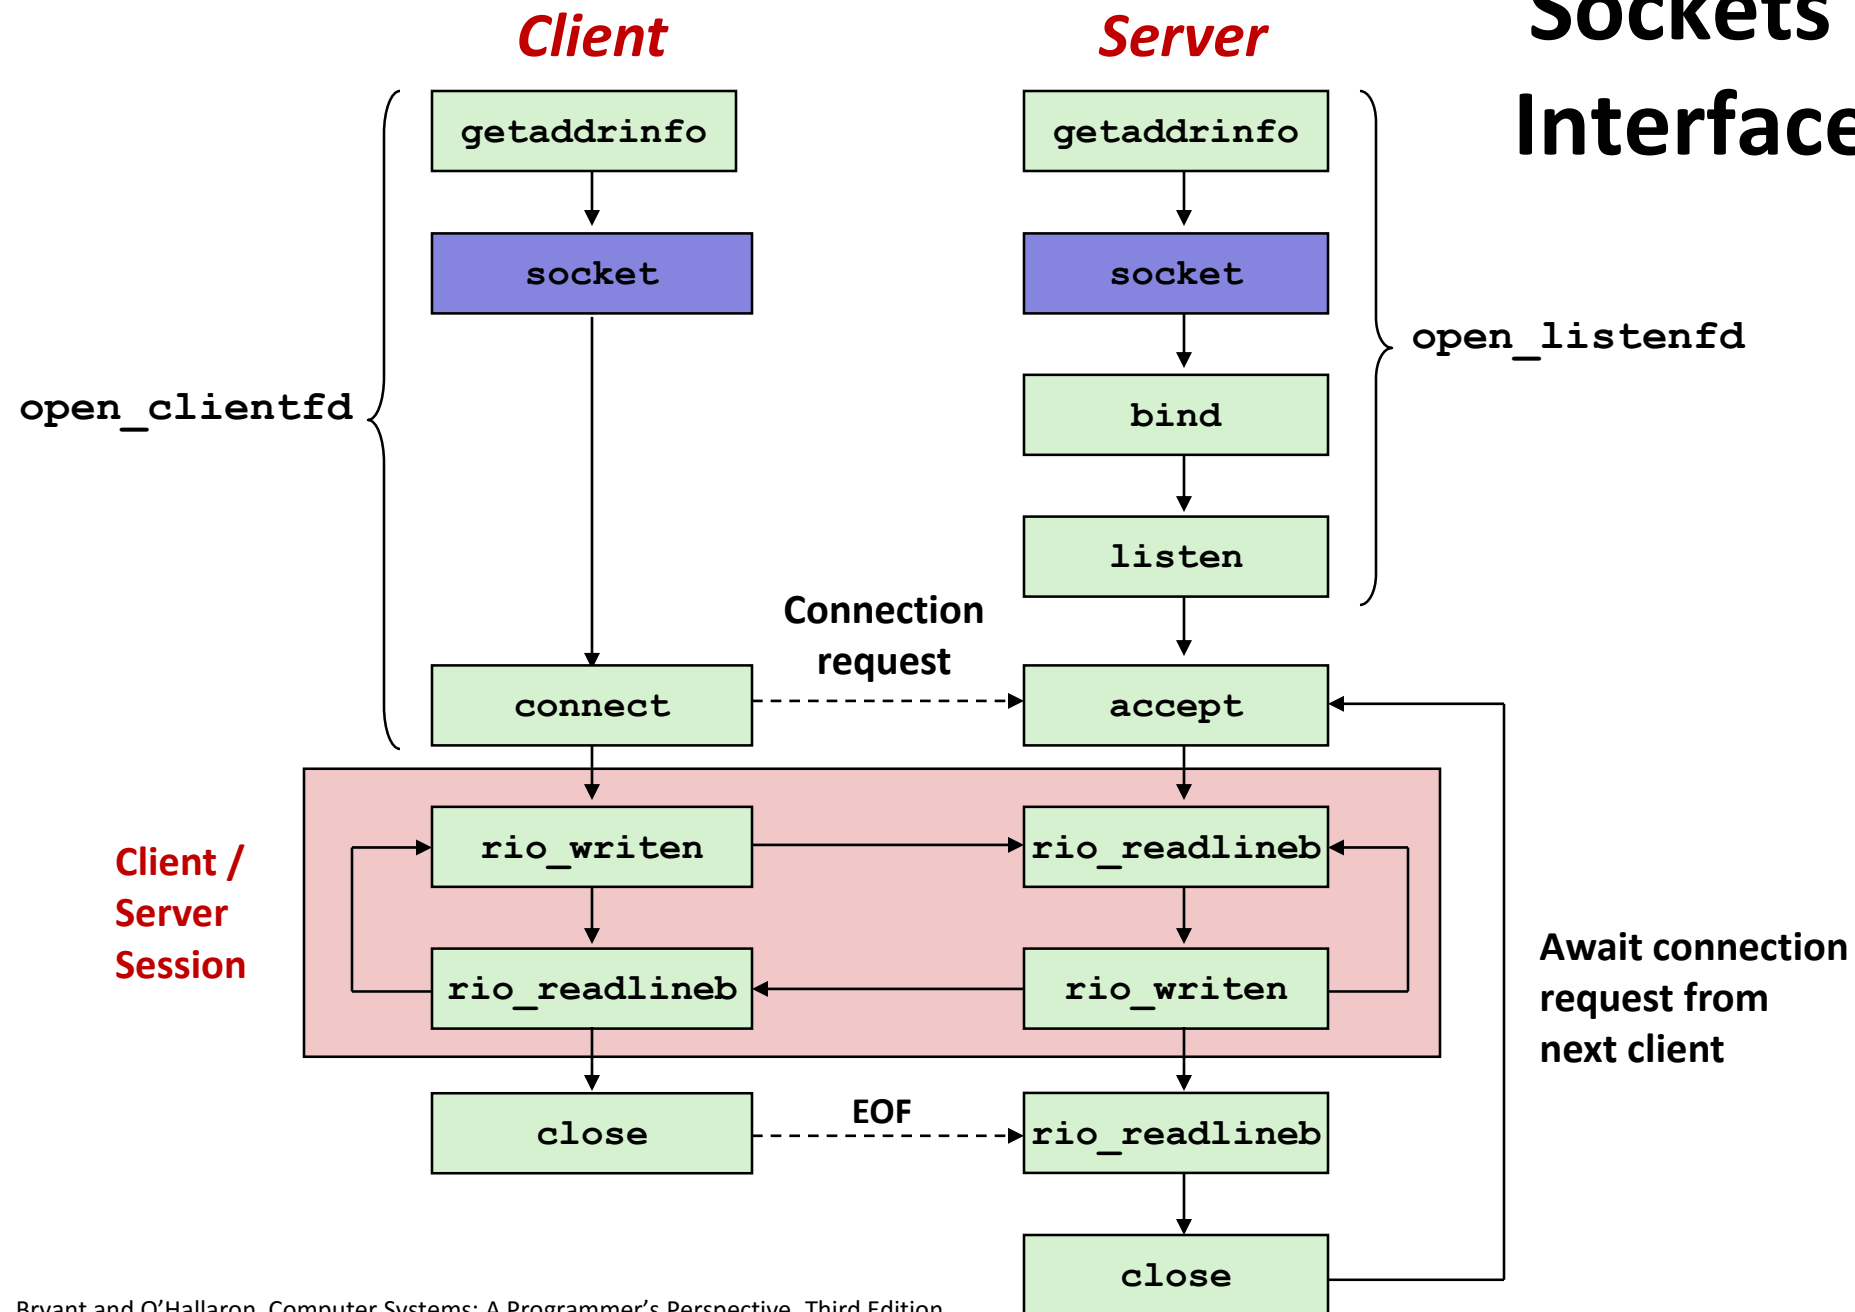 Client
Server
Sockets
Interface
getaddrinfo
getaddrinfo
socket
socket
open_listenfd
open_clientfd
bind
listen
Connection
request
connect
accept
Client /
Server
Session
rio_writen
rio_readlineb
rio_readlineb
rio_writen
Await connection
request from
next client
close
EOF
rio_readlineb
close
Bryant and O'Hallaron, Computer Systems: A Programmer's Perspective, Third Edition